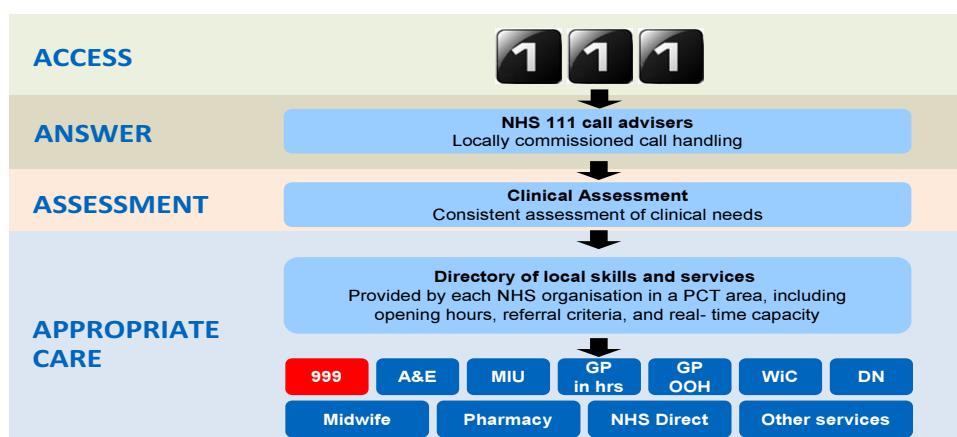 ACCESS
1 1 1
ANSWER
NHS 111 call advisers
Locally commissioned call handling
ASSESSMENT
Clinical Assessment
Consistent assessment of clinical needs
APPROPRIATE
CARE
Directory of local skills and services
Provided by each NHS organisation in a PCT area, including
opening hours, referral criteria, and real- time capacity
999
A&E
MIU
GP
in hrs
GP
OOH
WiC
DN
Midwife
Pharmacy
NHS Direct
Other services